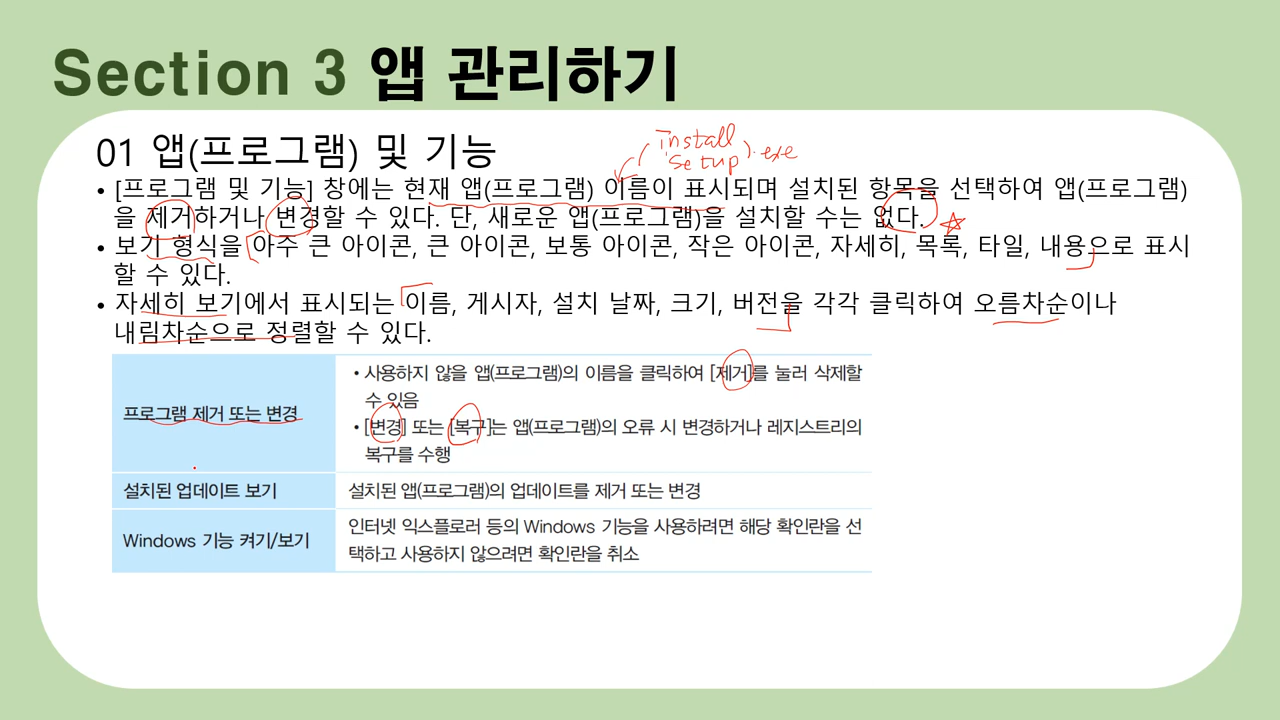 Section 3 앱 관리하기
01 앱(프로그램) 및 기능
install
setup).exe
• [프로그램 및 기능] 창에는 현재 앱(프로그램) 이름이 표시되며 설치된 항목을 선택하여 앱(프로그램)
을 제거하거나 변경할 수 있다. 단, 새로운 앱(프로그램)을 설치할 수는 없다.
• 보기 형식을 아주 큰 아이콘, 큰 아이콘, 보통 아이콘, 작은 아이콘, 자세히, 목록, 타일, 내용으로 표시
할 수 있다.
• 자세히 보기에서 표시되는 이름, 게시자, 설치 날짜, 크기, 버전을 각각 클릭하여 오름차순이나
내림차순으로 정렬할 수 있다.
프로그램 제거 또는 변경
• 사용하지 않을 앱(프로그램)의 이름을 클릭하여 [제거]를 눌러 삭제할
수 있음
• [변경] 또는 [복구]는 앱(프로그램)의 오류 시 변경하거나 레지스트리의
복구를 수행
설치된 업데이트 보기
설치된 앱(프로그램)의 업데이트를 제거 또는 변경
Windows 기능 켜기/보기
인터넷 익스플로러 등의 Windows 기능을 사용하려면 해당 확인란을 선
택하고 사용하지 않으려면 확인란을 취소